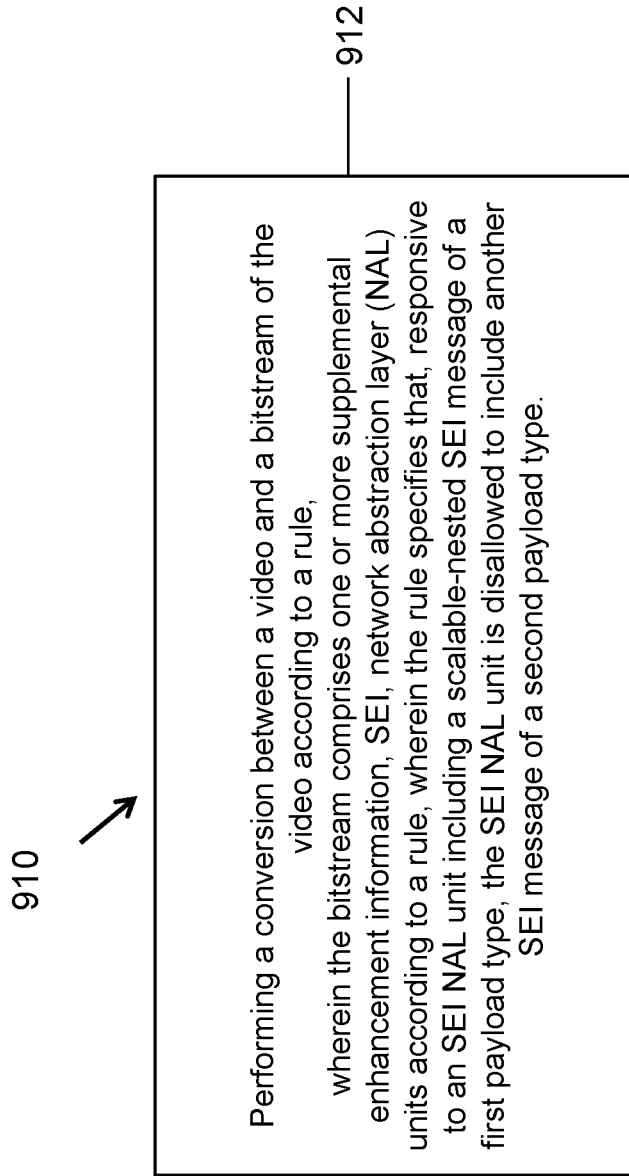 910
Performing a conversion between a video and a bitstream of the
video according to a rule,
wherein the bitstream comprises one or more supplemental
enhancement information, SEI, network abstraction layer (NAL)
units according to a rule, wherein the rule specifies that, responsive
to an SEI NAL unit including a scalable-nested SEI message of a
first payload type, the SEI NAL unit is disallowed to include another
SEI message of a second payload type.
912